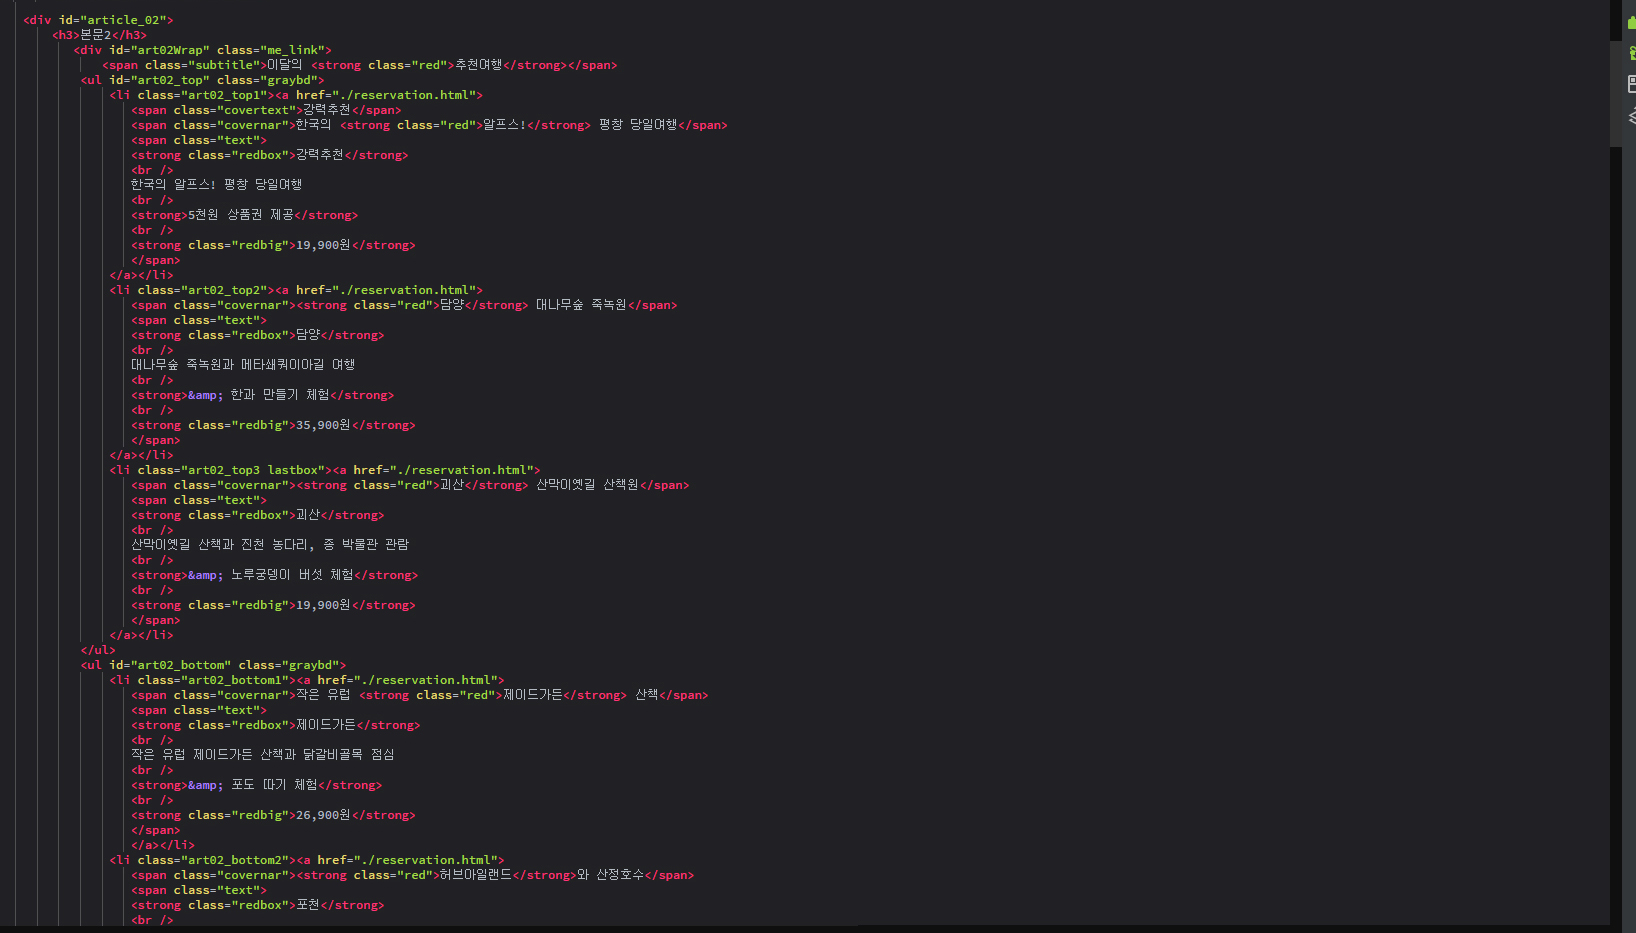 <div id="article_02">
<h3>본문2</h3>
<div id="art02Wrap" class="me_link">
<span class="subtitle">이달의 <strong class="red">추천여행</strong></span>
<ul id="art02_top" class="graybd">
<li class="art02_top1"><a href="./reservation.html">
<span class="covertext">강력추천</span>
<span class="covernar">한국의 <strong class="red">알프스!</strong> 평창 당일여행</span>
<span class="text">
<strong class="redbox">강력추천</strong>
<br />
한국의 알프스! 평창 당일여행
<br />
<strong>5천원 상품권 제공</strong>
<br />
<strong class="redbig">19,900원</strong>
</span>
</a></li>
<li class="art02_top2"><a href="./reservation.html">
<span class="covernar"><strong class="red">담양</strong> 대나무숲 죽녹원</span>
<span class="text">
<strong class="redbox">담양</strong>
<br />
대나무숲 죽녹원과 메타쇄쿼이아길 여행
<br />
<strong>&amp; 한과 만들기 체험</strong>
<br />
<strong class="redbig">35,900원</strong>
</span>
</a></li>
<li class="art02_top3 lastbox"><a href="./reservation.html">
<span class="covernar"><strong class="red">괴산</strong> 산막이옛길 산책원</span>
<span class="text">
<strong class="redbox">괴산</strong>
<br />
산막이옛길 산책과 진천 농다리, 종 박물관 관람
<br />
<strong>&amp; 노루궁뎅이 버섯 체험</strong>
<br />
<strong class="redbig">19,900원</strong>
</span>
</a></li>
</ul>
<ul id="art02_bottom" class="graybd">
<li class="art02_bottom1"><a href="./reservation.html">
<span class="covernar">작은 유럽 <strong class="red">제이드가든</strong> 산책</span>
<span class="text">
<strong class="redbox">제이드가든</strong>
<br />
작은 유럽 제이드가든 산책과 닭갈비골목 점심
<br />
<strong>&amp; 포도 따기 체험</strong>
<br />
<strong class="redbig">26,900원</strong>
</span>
</a></li>
<li class="art02_bottom2"><a href="./reservation.html">
<span class="covernar"><strong class="red">허브아일랜드</strong>와 산정호수</span>
<span class="text">
<strong class="redbox">포천</strong>
<br />